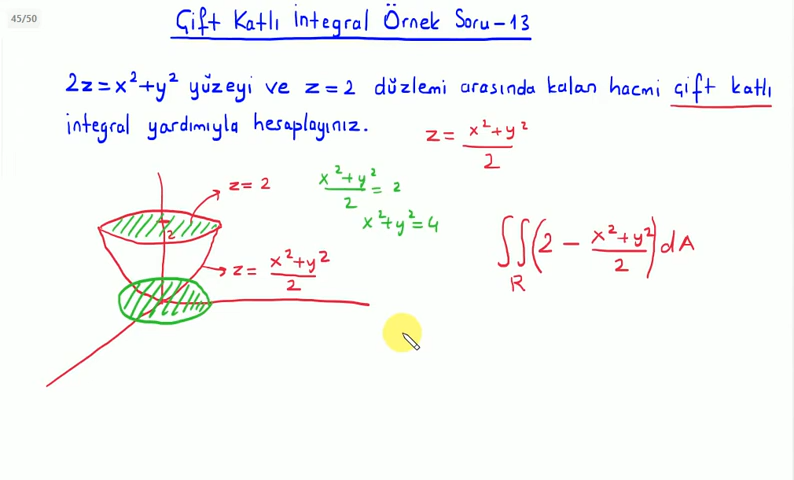 45/50
Çift Katlı İntegral Örnek Soru-13
2z=x²+y² yüzeyi ve z=2 düzlemi arasında kalan hacmi çift katlı
integral yardımıyla hesaplayınız.
z= x²+y²/2
z=2
x²+y²/2 = 2
x²+y²=4
2
z= x²+y²/2
∬(2 - x²+y²/2)dA
R